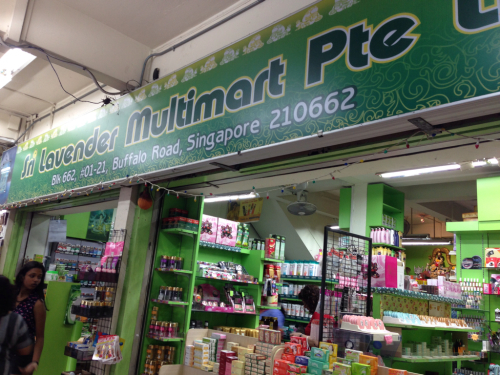 Sri Lavender Multimart Pte
Blk 662, #01-21, Buffalo Road, Singapore 210662